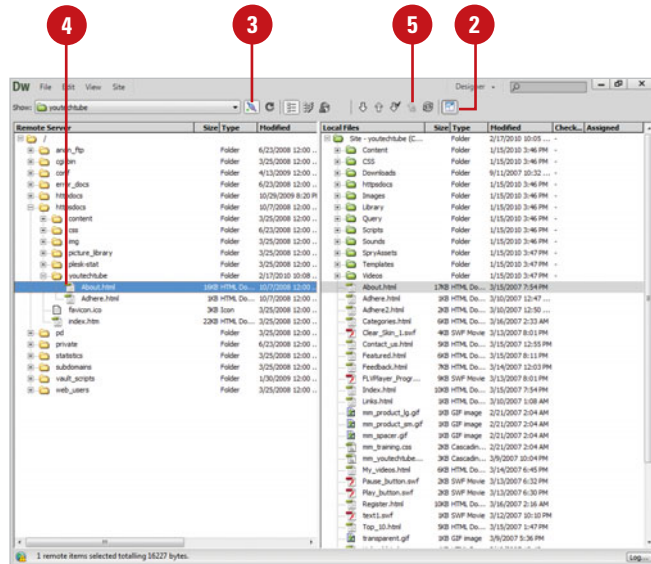 4 3 5 2
Dw File Edit View Site Designer
Show: youtechtube
Remote Server Size Type Modified Local Files Size Type Modified Check... Assigned
/ Site - youtechtube (C... Folder 2/17/2010 10:05 ... -
anon_ftp Folder 6/23/2008 12:00 ... Content Folder 1/15/2010 3:46 PM -
cgi-bin Folder 3/25/2008 12:00 ... CSS Folder 1/15/2010 3:46 PM -
conf Folder 4/13/2009 12:00 ... Downloads Folder 9/11/2007 10:32 ... -
error_docs Folder 6/23/2008 12:00 ... httpsdocs Folder 1/15/2010 3:46 PM -
httpdocs Folder 10/29/2009 8:20 PM Images Folder 1/15/2010 3:46 PM -
httpsdocs Folder 10/7/2008 12:00 ... Library Folder 1/15/2010 3:46 PM -
content Folder 3/25/2008 12:00 ... Query Folder 1/15/2010 3:46 PM -
css Folder 6/23/2008 12:00 ... Scripts Folder 1/15/2010 3:46 PM -
img Folder 3/25/2008 12:00 ... Sounds Folder 1/15/2010 3:46 PM -
picture_library Folder 3/25/2008 12:00 ... SpryAssets Folder 1/15/2010 3:47 PM -
plesk-stat Folder 3/25/2008 12:00 ... Templates Folder 1/15/2010 3:47 PM -
youtechtube Folder 2/17/2010 10:08 ... Videos Folder 1/15/2010 3:47 PM -
About.html 16KB HTML Do... 10/7/2008 12:00 ... About.html 17KB HTML Do... 3/15/2007 7:54 PM
Adhere.html 1KB HTML Do... 10/7/2008 12:00 ... Adhere.html 1KB HTML Do... 3/10/2007 12:47 ...
favicon.ico 3KB Icon 3/25/2008 12:00 ... Adhere2.html 2KB HTML Do... 3/10/2007 12:50 ...
index.htm 22KB HTML Do... 3/25/2008 12:00 ... Categories.html 6KB HTML Do... 3/16/2007 2:33 AM
pd Folder 3/25/2008 12:00 ... Clear_Skin_1.swf 4KB SWF Movie 3/13/2007 8:01 PM
private Folder 6/23/2008 12:00 ... Contact_us.html 5KB HTML Do... 3/15/2007 12:55 PM
statistics Folder 3/25/2008 12:00 ... Featured.html 6KB HTML Do... 3/15/2007 8:11 PM
subdomains Folder 3/25/2008 12:00 ... Feedback.html 7KB HTML Do... 3/14/2007 12:03 PM
vault_scripts Folder 1/30/2009 12:00 ... FLVPlayer_Progr... 9KB SWF Movie 3/13/2007 8:01 PM
web_users Folder 3/25/2008 12:00 ... Index.html 10KB HTML Do... 3/15/2007 7:54 PM
Links.html 1KB HTML Do... 3/10/2007 1:08 AM
mm_product_lg.gif 1KB GIF image 2/21/2007 2:04 AM
mm_product_sm.gif 1KB GIF image 2/21/2007 2:04 AM
mm_spacer.gif 1KB GIF image 2/21/2007 2:04 AM
mm_training.css 2KB Cascadin... 2/21/2007 2:04 AM
mm_youtechtube... 3KB Cascadin... 3/9/2007 10:04 PM
My_videos.html 6KB HTML Do... 3/14/2007 6:45 PM
Pause_button.swf 2KB SWF Movie 3/13/2007 6:32 PM
Play_button.swf 2KB SWF Movie 3/13/2007 6:30 PM
Register.html 10KB HTML Do... 3/16/2007 2:16 AM
text1.swf 1KB SWF Movie 3/12/2007 10:10 PM
Top_10.html 5KB HTML Do... 3/15/2007 1:47 PM
transparent.gif 1KB GIF image 3/9/2007 5:36 PM
1 remote items selected totalling 16227 bytes. Log...